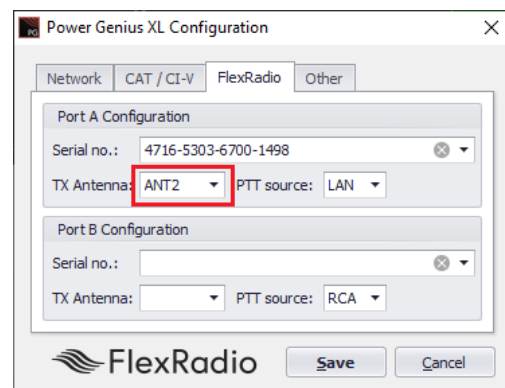 PG
Power Genius XL Configuration
Network CAT / CI-V FlexRadio Other
Port A Configuration
Serial no.: 4716-5303-6700-1498
TX Antenna: ANT2 PTT source: LAN
Port B Configuration
Serial no.:
TX Antenna: PTT source: RCA
FlexRadio Save Cancel